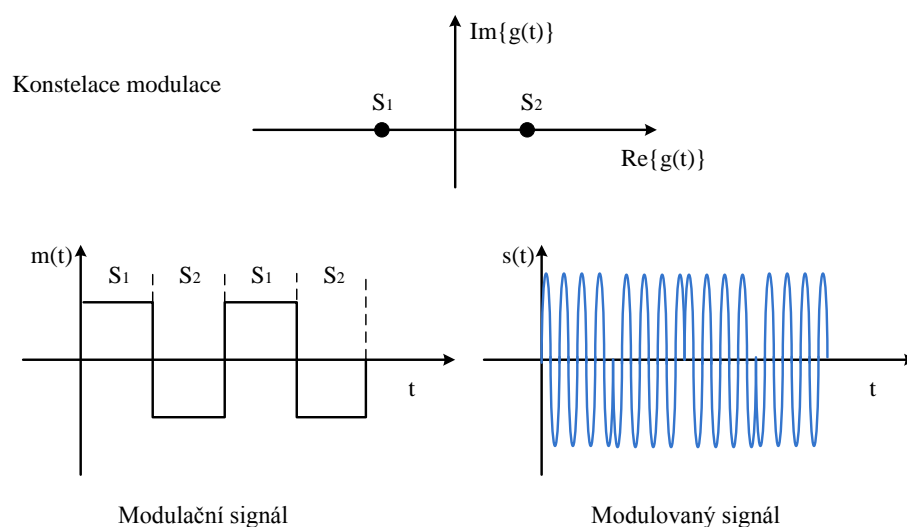 Im{g(t)}
Konstelace modulace
S1 S2
Re{g(t)}
m(t)
S1 S2 S1 S2
t
s(t)
t
Modulační signál
Modulovaný signál